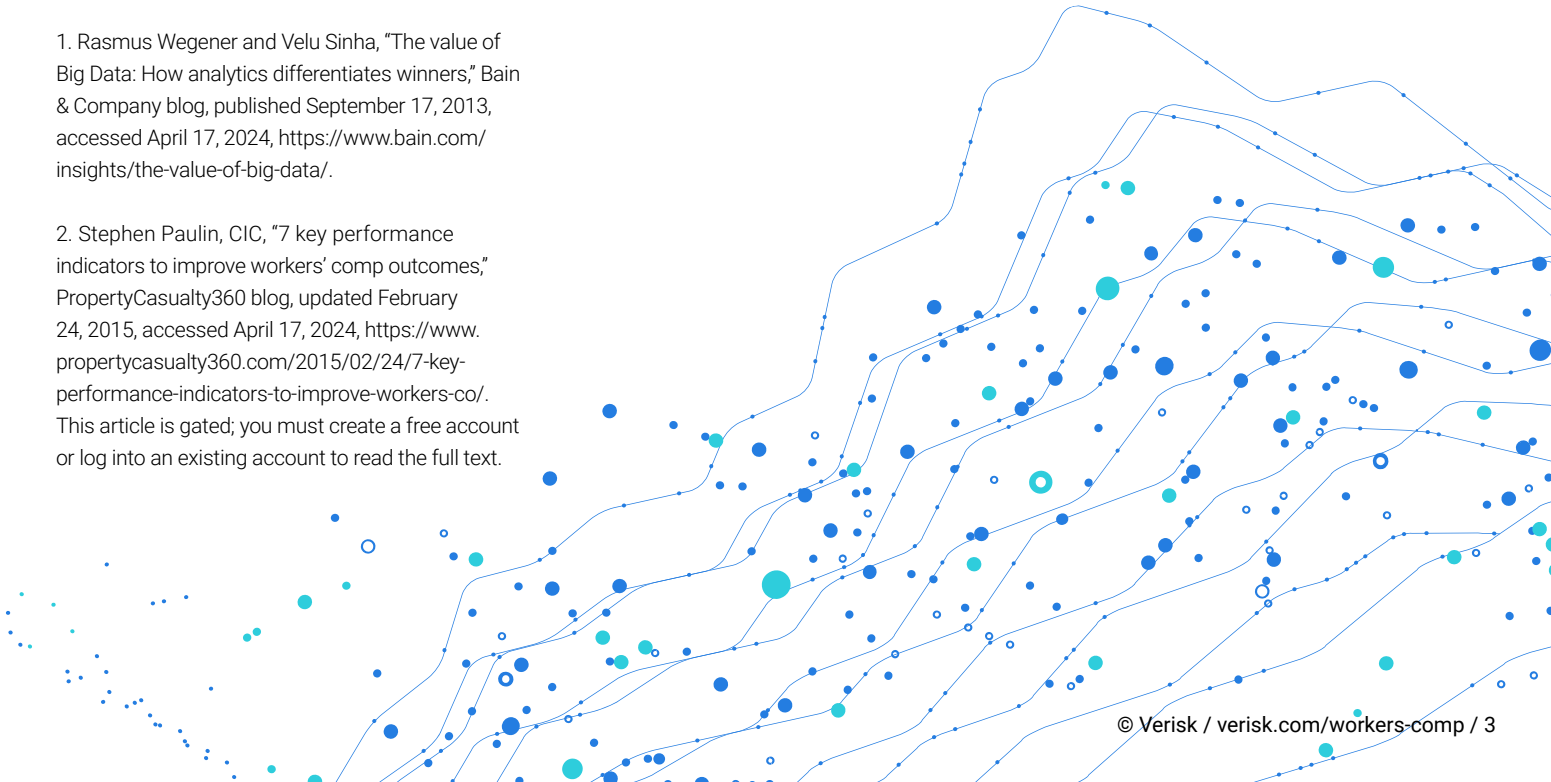 1. Rasmus Wegener and Velu Sinha, “The value of
Big Data: How analytics differentiates winners,” Bain
& Company blog, published September 17, 2013,
accessed April 17, 2024, https://www.bain.com/
insights/the-value-of-big-data/.
2. Stephen Paulin, CIC, “7 key performance
indicators to improve workers’ comp outcomes,”
PropertyCasualty360 blog, updated February
24, 2015, accessed April 17, 2024, https://www.
propertycasualty360.com/2015/02/24/7-key-
performance-indicators-to-improve-workers-co/.
This article is gated; you must create a free account
or log into an existing account to read the full text.
© Verisk / verisk.com/workers-comp / 3